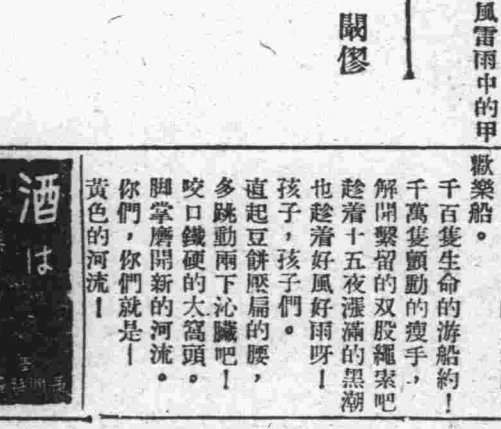 風雷雨中的甲
闞僇
歡樂船。
千百隻生命的游船約！
千萬隻顫動的瘦手，
解開繫留的双股繩索吧
趁着十五夜漲滿的黑潮
也趁着好風好雨呀！
孩子，孩子們。
直起豆餅壓扁的腰，
多跳動兩下沁臟吧！
咬口鐵硬的大窩頭。
脚掌磨開新的河流。
你們，你們就是ー
黃色的河流！
酒は